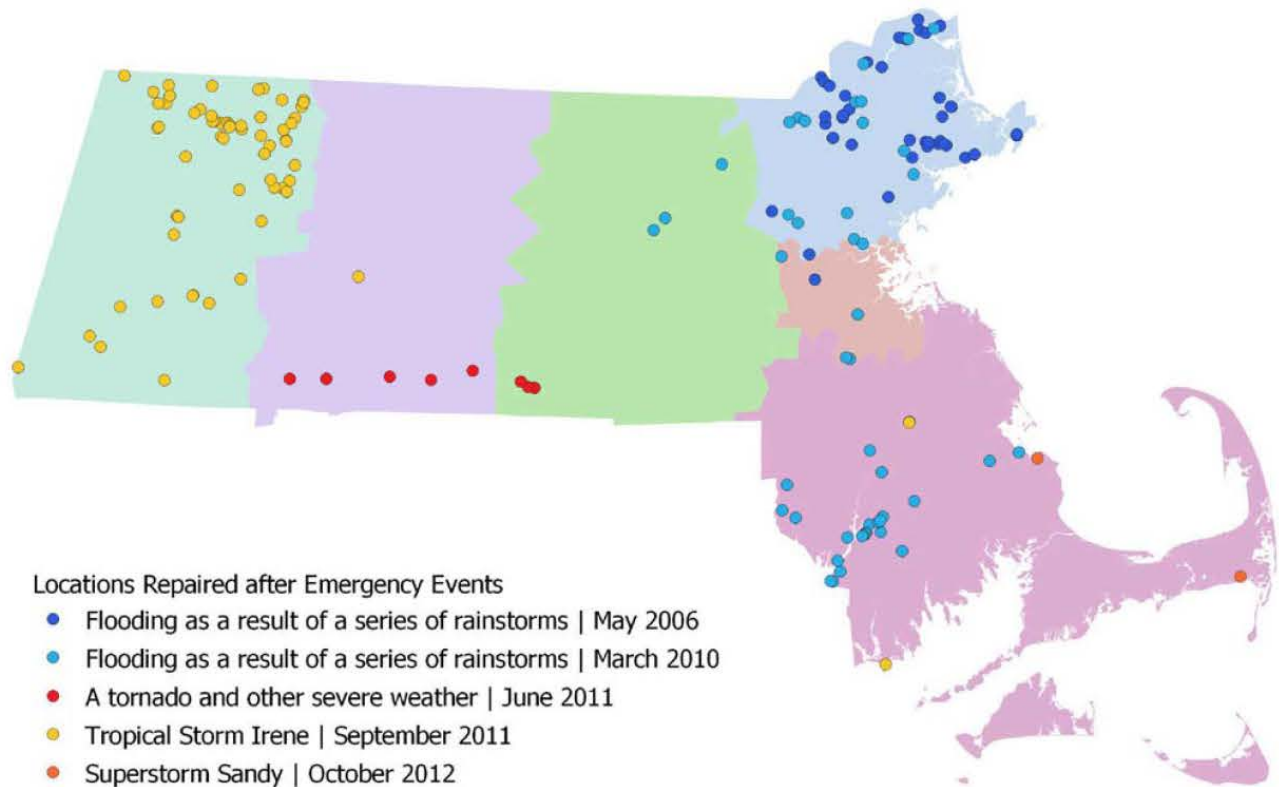 Locations Repaired after Emergency Events
Flooding as a result of a series of rainstorms | May 2006
Flooding as a result of a series of rainstorms | March 2010
A tornado and other severe weather | June 2011
Tropical Storm Irene | September 2011
Superstorm Sandy | October 2012